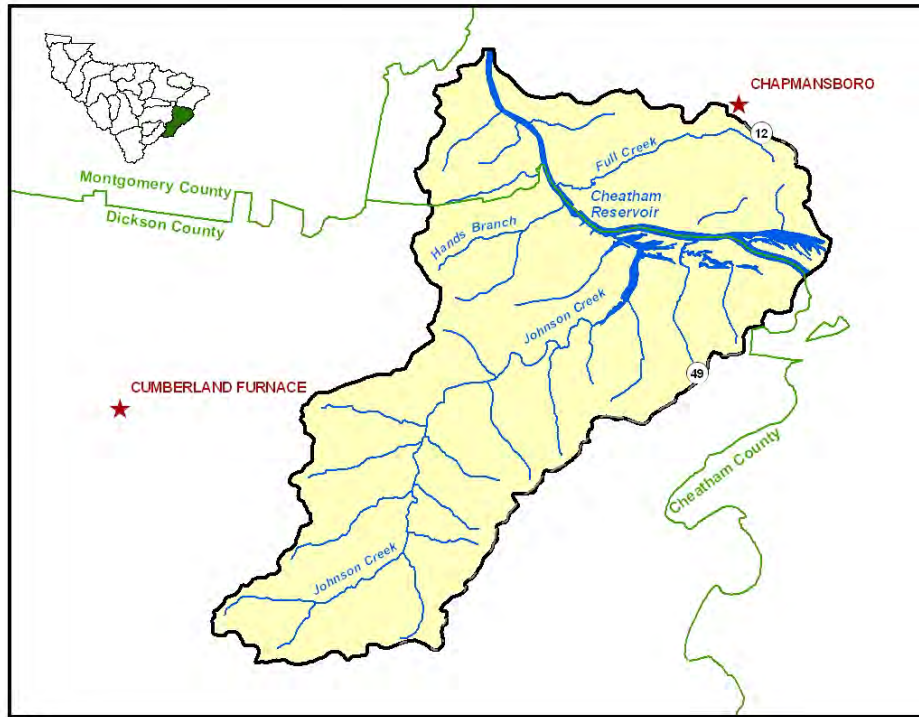 CHAPMANSBORO
12
Full Creek
Montgomery County
Dickson County
Cheatham
Reservoir
Hands Branch
Johnson Creek
49
CUMBERLAND FURNACE
Cheatham County
Johnson Creek